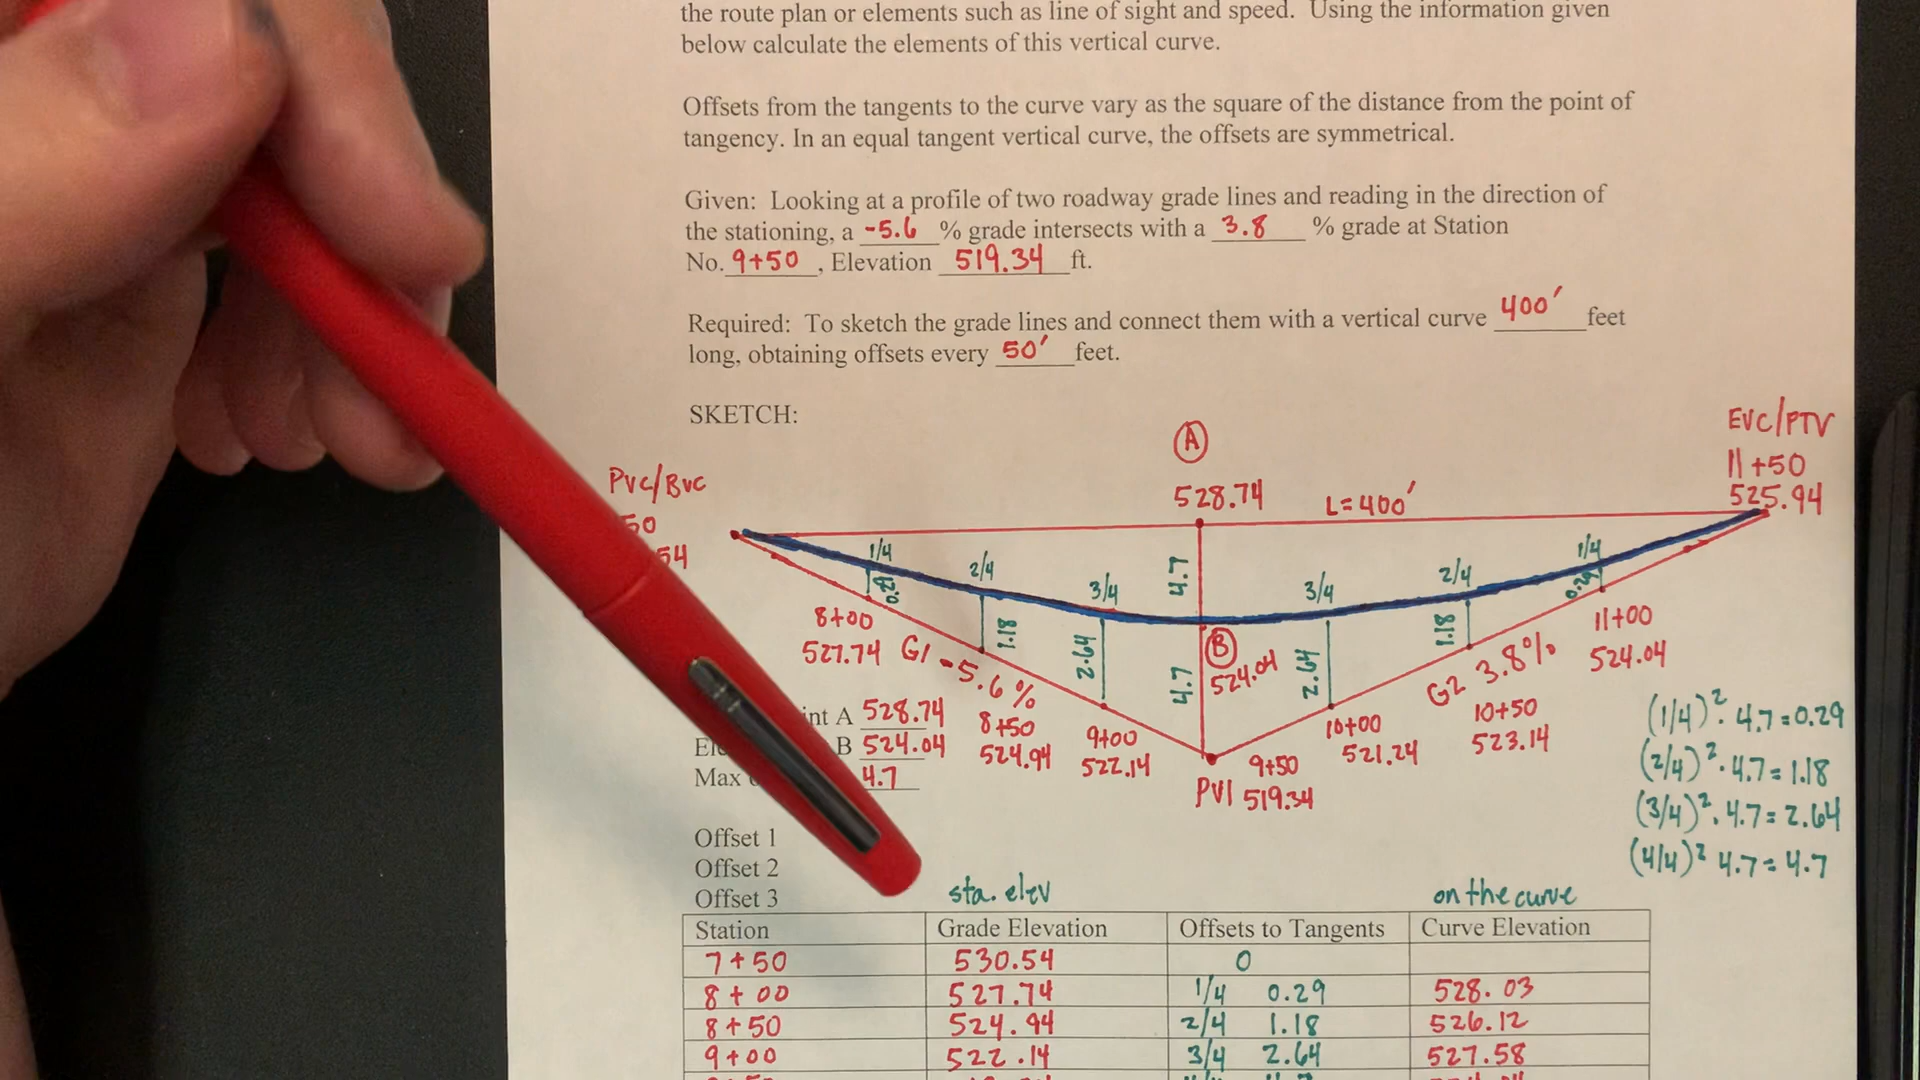 the route plan or elements such as line of sight and speed. Using the information given
below calculate the elements of this vertical curve.
Offsets from the tangents to the curve vary as the square of the distance from the point of
tangency. In an equal tangent vertical curve, the offsets are symmetrical.
Given: Looking at a profile of two roadway grade lines and reading in the direction of
the stationing, a -5.6 % grade intersects with a 3.8 % grade at Station
No. 9+50, Elevation 519.34 ft.
Required: To sketch the grade lines and connect them with a vertical curve 400' feet
long, obtaining offsets every 50' feet.
SKETCH:
A
528.74
L=400'
EVC/PTV
11+50
525.94
PVC/BVC
50
54
1/4
2/4
3/4
4.7
3/4
2/4
1/4
0.29
1.18
2.64
4.7
B
524.04
2.64
1.18
0.29
8+00
527.74
G1 -5.6%
8+50
524.94
9+00
522.14
PVI
9+50
519.34
10+00
521.24
G2 3.8%
10+50
523.14
11+00
524.04
nt A 528.74
B 524.04
Max 4.7
(1/4)². 4.7=0.29
(2/4)². 4.7=1.18
(3/4)². 4.7=2.64
(4/4)² 4.7=4.7
Offset 1
Offset 2
Offset 3
sta. elev
on the curve
Station Grade Elevation Offsets to Tangents Curve Elevation
7+50 530.54 0
8+00 527.74 1/4 0.29 528.03
8+50 524.94 2/4 1.18 526.12
9+00 522.14 3/4 2.64 527.58